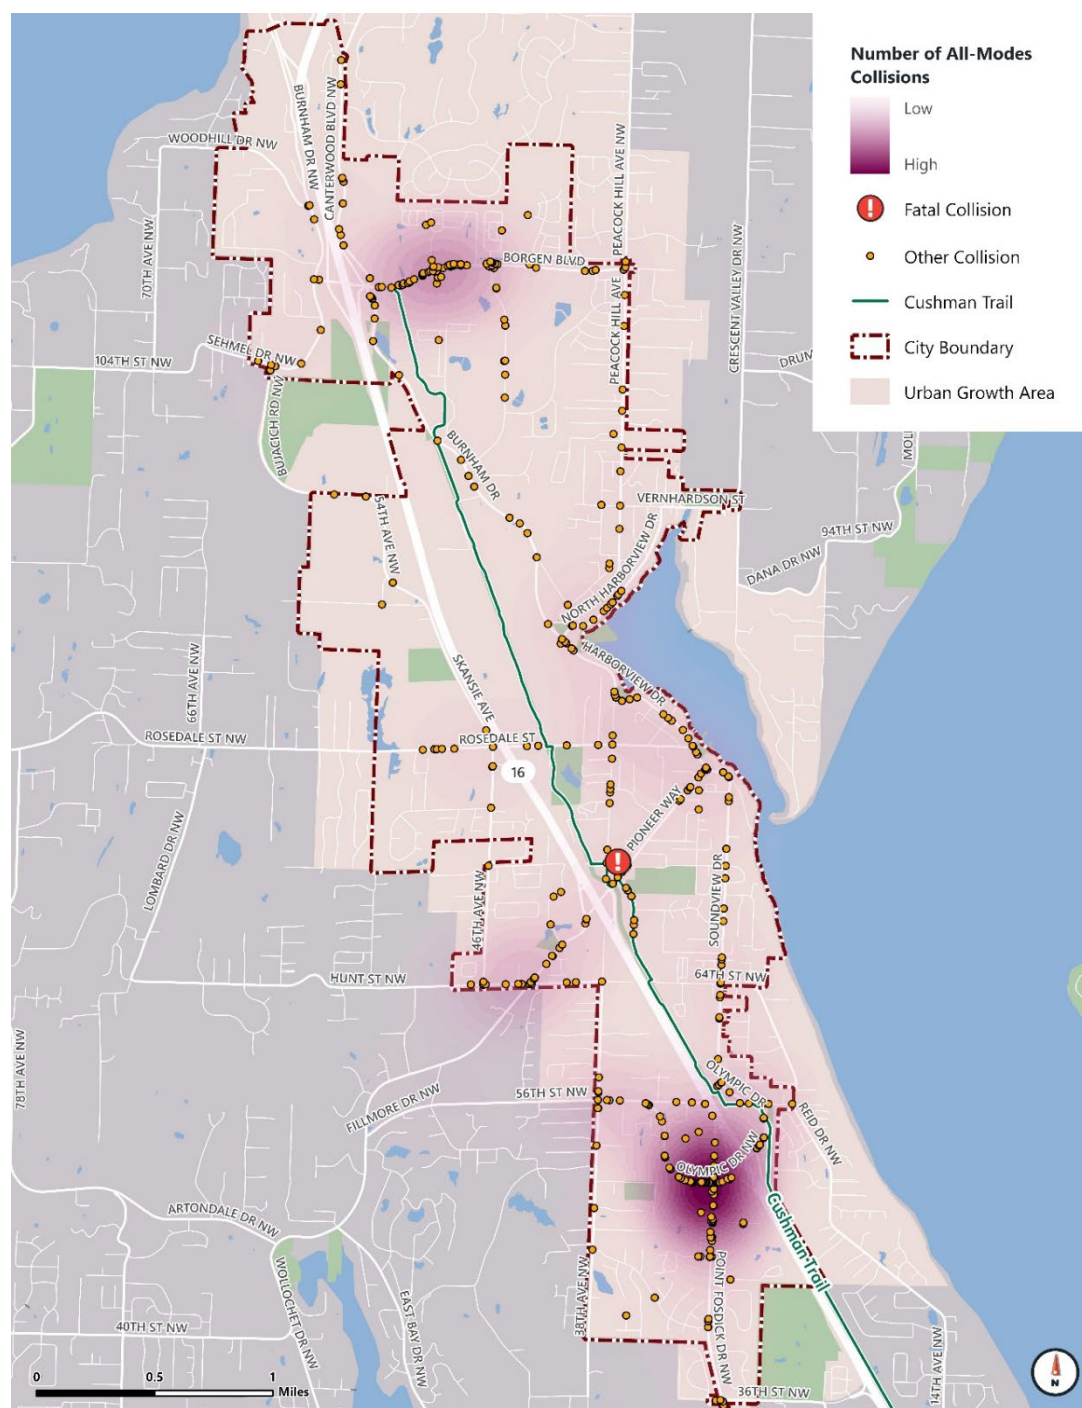 Number of All-Modes
Collisions
Low
High
Fatal Collision
Other Collision
Cushman Trail
City Boundary
Urban Growth Area
WOODHILL DR NW
BURNHAM DR NW
CANTERWOOD BLVD NW
PEACOCK HILL AVE NW
70TH AVE NW
BORGEN BLVD
CRESCENT VALLEY DR NW
SEHMEL DR NW
104TH ST NW
PEACOCK HILL AVE
DRUM
BUJACICH RD NW
BURNHAM DR
MOLL
VERNHARDSON ST
54TH AVE NW
94TH ST NW
DANA DR NW
NORTH HARBORVIEW DR
66TH AVE NW
SKANSIE AVE
HARBORVIEW DR
ROSEDALE ST NW
ROSEDALE ST
16
PIONEER WAY
LOMBARD DR NW
46TH AVE NW
SOUNDVIEW DR
HUNT ST NW
64TH ST NW
78TH AVE NW
OLYMPIC DR
56TH ST NW
FILLMORE DR NW
REID DR NW
OLYMPIC DR NW
ARTONDALE DR NW
Cushman Trail
WOLLOCHET DR NW
EAST BAY DR NW
38TH AVE NW
POINT FOSDICK DR NW
40TH ST NW
14TH AVE NW
36TH ST NW
0 0.5 1
Miles
N